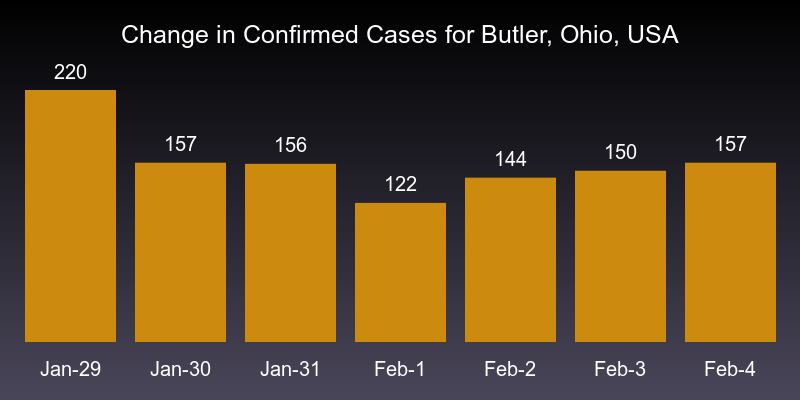 Change in Confirmed Cases for Butler, Ohio, USA
220
157
156
122
144
150
157
Jan-29
Jan-30
Jan-31
Feb-1
Feb-2
Feb-3
Feb-4